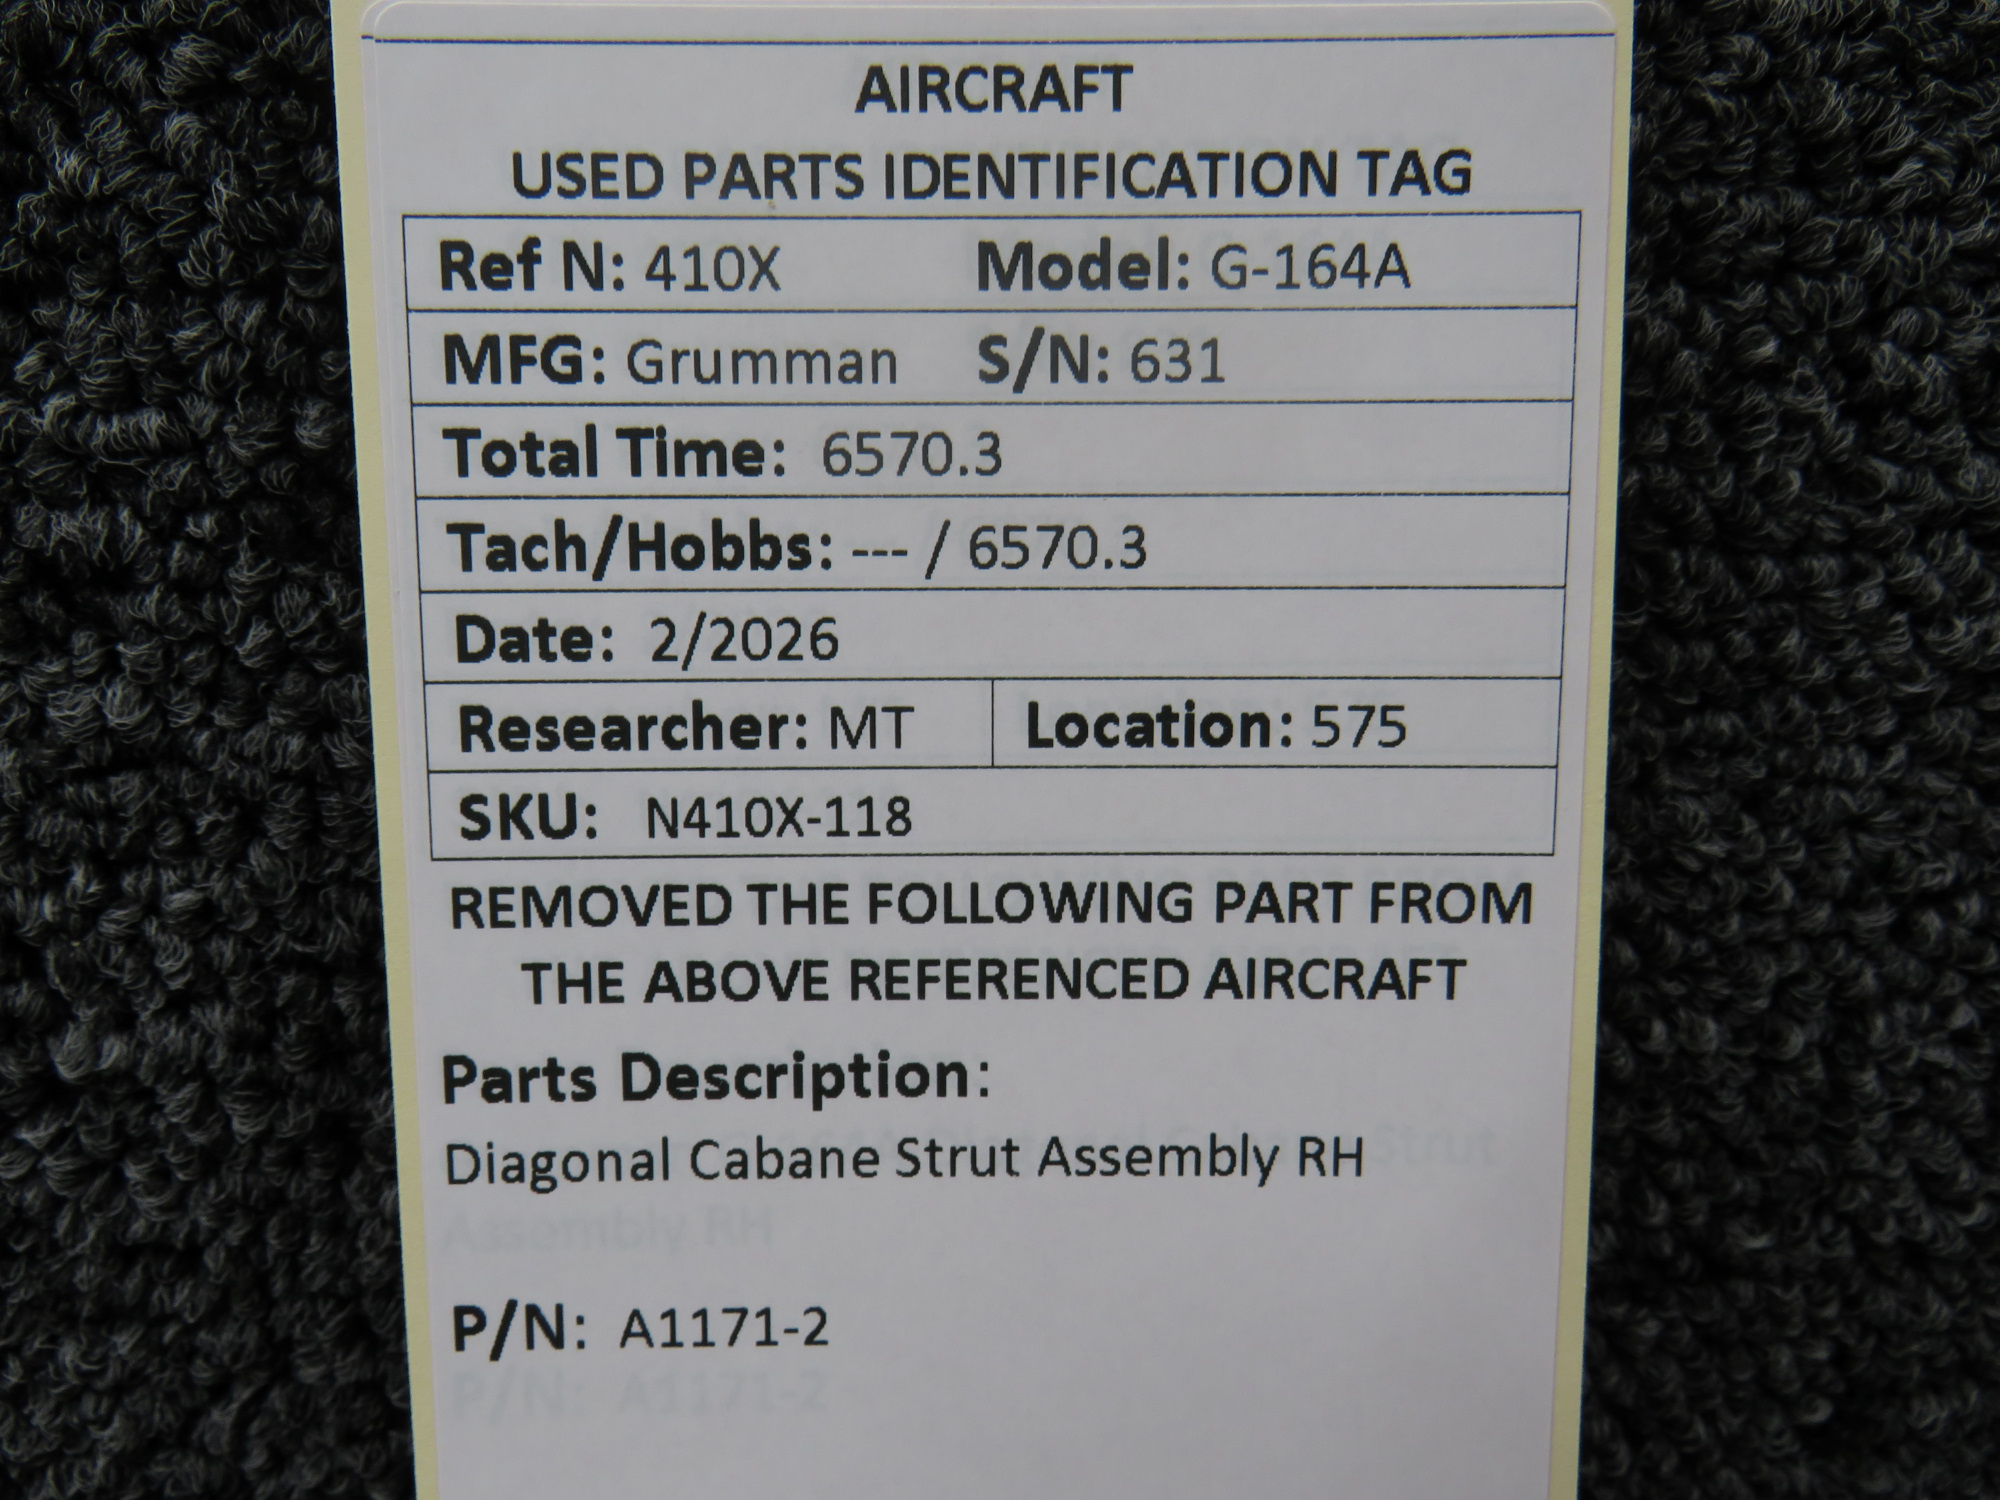 AIRCRAFT
USED PARTS IDENTIFICATION TAG
Ref N: 410X Model: G-164A
MFG: Grumman S/N: 631
Total Time: 6570.3
Tach/Hobbs: --- / 6570.3
Date: 2/2026
Researcher: MT Location: 575
SKU: N410X-118
REMOVED THE FOLLOWING PART FROM
THE ABOVE REFERENCED AIRCRAFT
Parts Description:
Diagonal Cabane Strut Assembly RH
P/N: A1171-2